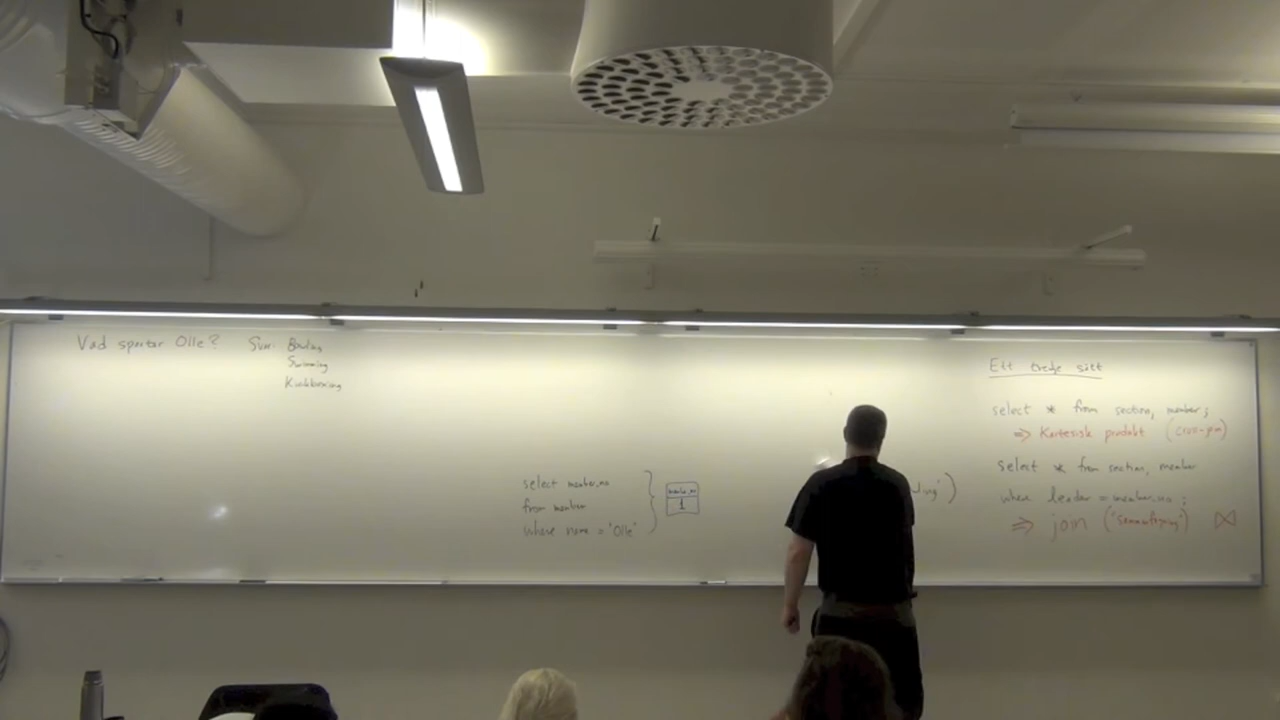 Vad sportar Olle? Svar: Bowling
Swimming
Kickboxing
select member_no
from member
where name = 'Olle'
member_no
1
ling')
Ett tredje sätt
select * from section, member;
=> Kartesisk produkt (cross-join)
select * from section, member
where leader = member_no;
=> join ("Sammanfogning") ⋈